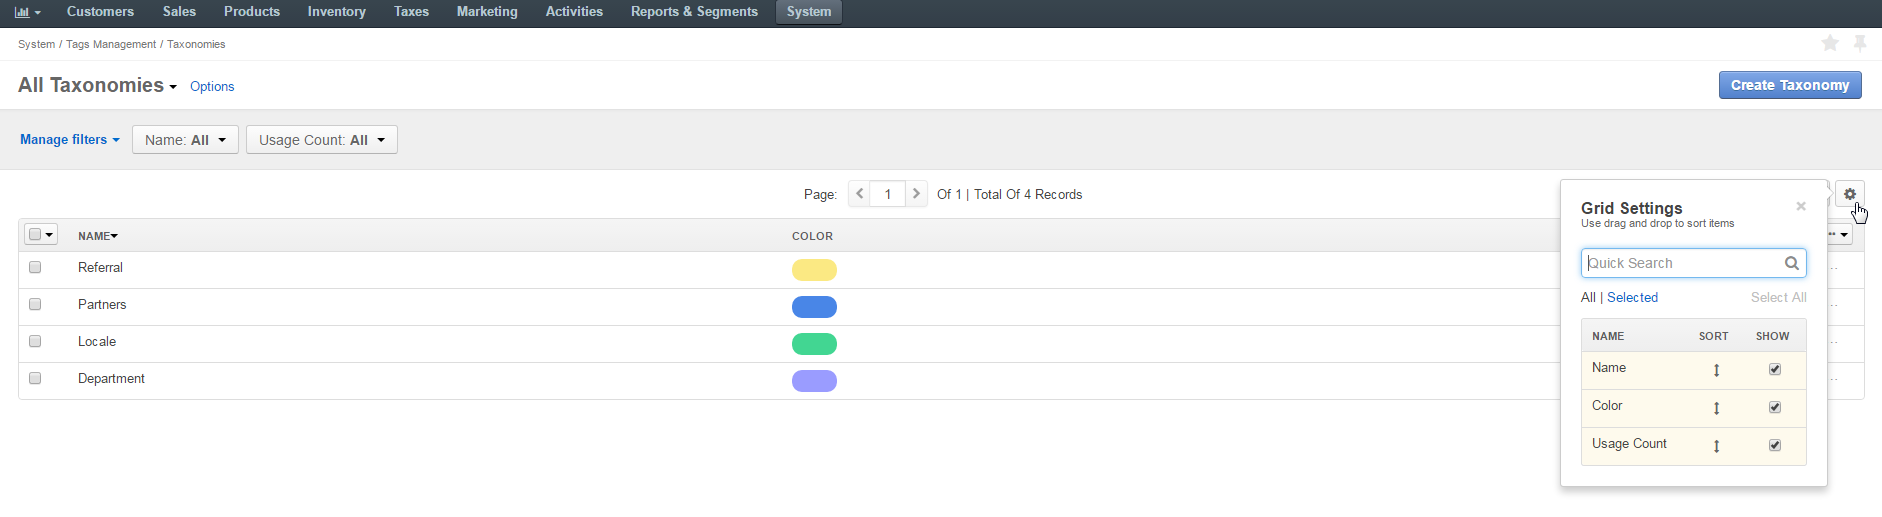 Customers Sales Products Inventory Taxes Marketing Activities Reports & Segments System
System / Tags Management / Taxonomies
All Taxonomies Options Create Taxonomy
Manage filters Name: All Usage Count: All
Page: 1 Of 1 | Total Of 4 Records
NAME COLOR
Referral
Partners
Locale
Department
Grid Settings ×
Use drag and drop to sort items
Quick Search
All | Selected Select All
NAME SORT SHOW
Name
Color
Usage Count